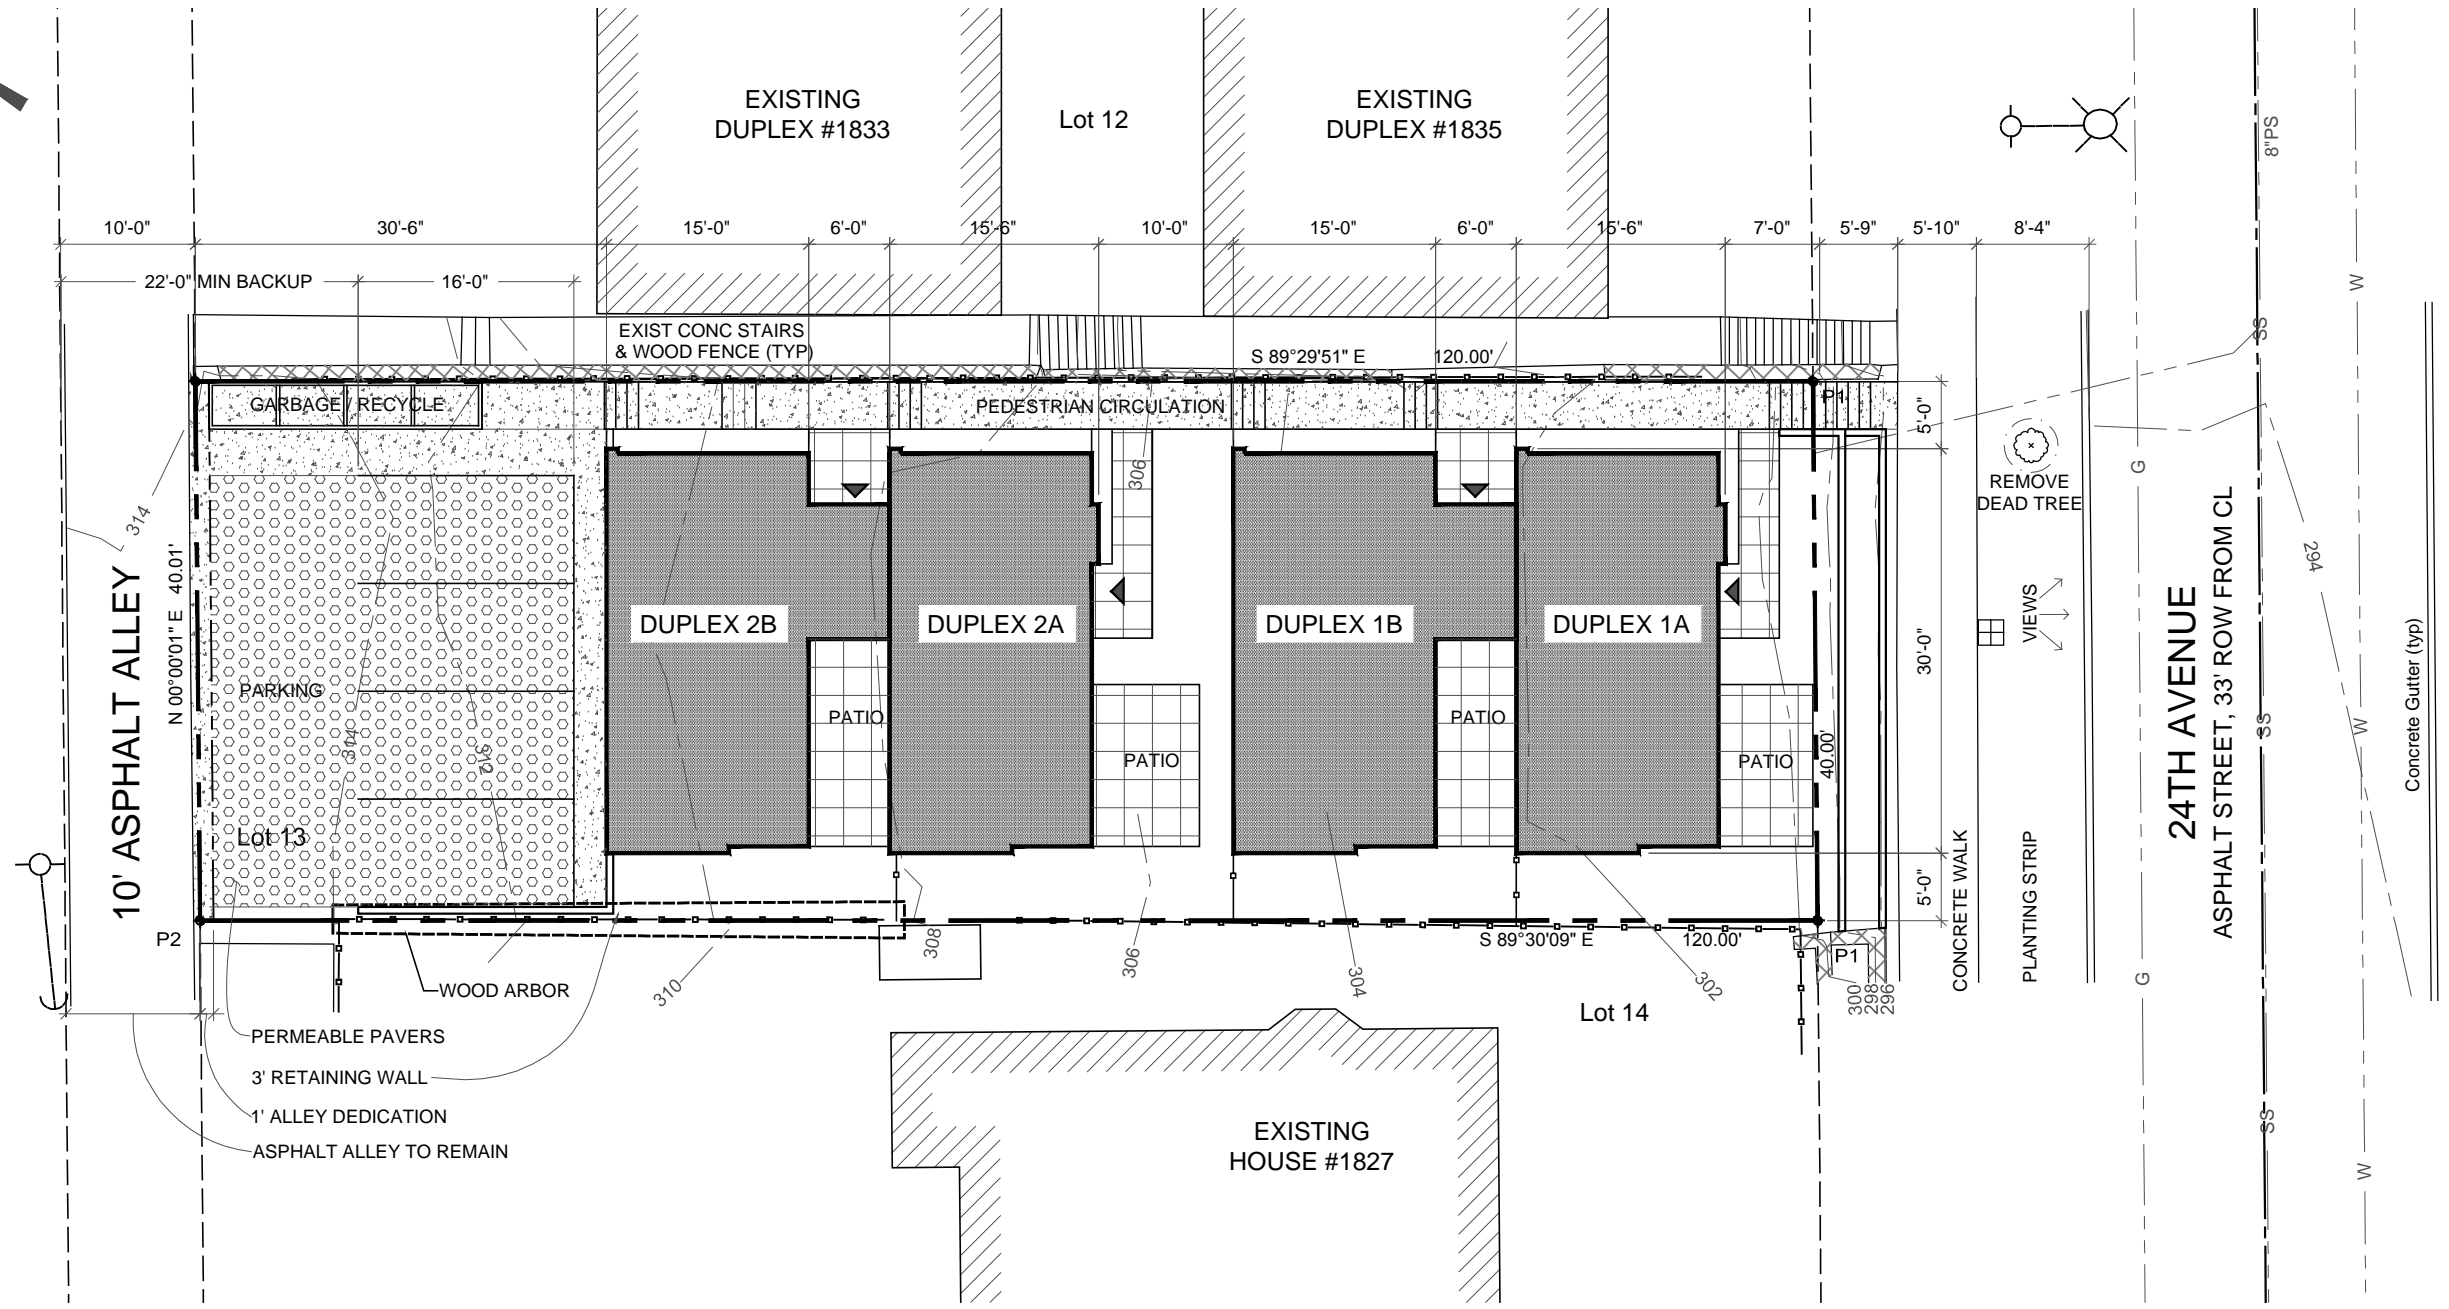 EXISTING
DUPLEX #1833
Lot 12
EXISTING
DUPLEX #1835
8"PS
10'-0"
30'-6"
15'-0"
6'-0"
15'-6"
10'-0"
15'-0"
6'-0"
15'-6"
7'-0"
5'-9"
5'-10"
8'-4"
22'-0" MIN BACKUP
16'-0"
W
EXIST CONC STAIRS
& WOOD FENCE (TYP)
S 89°29'51" E
120.00'
SS
GARBAGE / RECYCLE
PEDESTRIAN CIRCULATION
P1
5'-0"
306
G
REMOVE
DEAD TREE
314
294
10' ASPHALT ALLEY
N 00°00'01" E 40.01'
DUPLEX 2B
DUPLEX 2A
DUPLEX 1B
DUPLEX 1A
30'-0"
VIEWS
24TH AVENUE
ASPHALT STREET, 33' ROW FROM CL
Concrete Gutter (typ)
PARKING
314
312
PATIO
PATIO
PATIO
PATIO
40.00'
SS
W
Lot 13
5'-0"
CONCRETE WALK
PLANTING STRIP
P2
308
306
S 89°30'09" E
120.00'
P1
G
WOOD ARBOR
310
304
302
300
298
296
Lot 14
PERMEABLE PAVERS
3' RETAINING WALL
1' ALLEY DEDICATION
ASPHALT ALLEY TO REMAIN
EXISTING
HOUSE #1827
SS
W